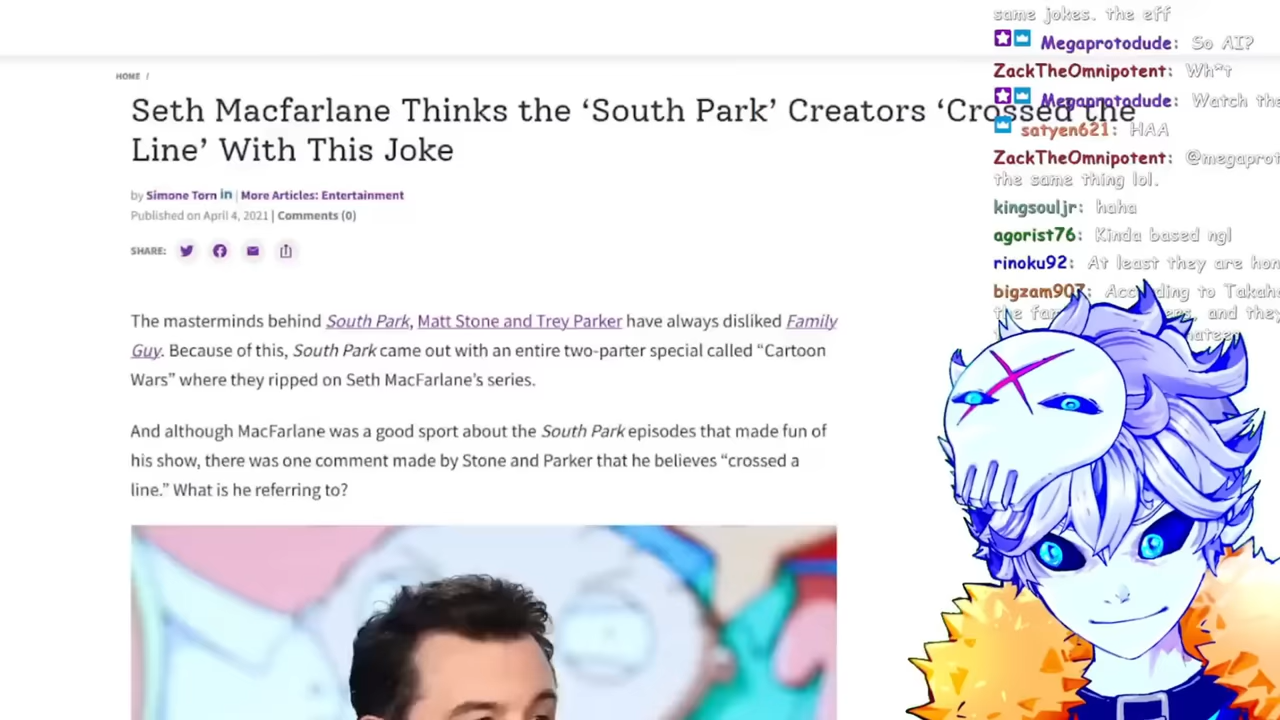 HOME /
Seth Macfarlane Thinks the ‘South Park’ Creators ‘Crossed the
Line’ With This Joke
by Simone Torn in | More Articles: Entertainment
Published on April 4, 2021 | Comments (0)
SHARE:
The masterminds behind South Park, Matt Stone and Trey Parker have always disliked Family
Guy. Because of this, South Park came out with an entire two-parter special called “Cartoon
Wars” where they ripped on Seth MacFarlane’s series.
And although MacFarlane was a good sport about the South Park episodes that made fun of
his show, there was one comment made by Stone and Parker that he believes “crossed a
line.” What is he referring to?
same jokes. the eff
Megaprotodude: So AI?
ZackTheOmnipotent: Wh*t
Megaprotodude: Watch the
satyen621: HAA
ZackTheOmnipotent: @megaprot
the same thing lol.
kingsouljr: haha
agorist76: Kinda based ngl
rinoku92: At least they are hon
bigzam907: to Takah
the and they